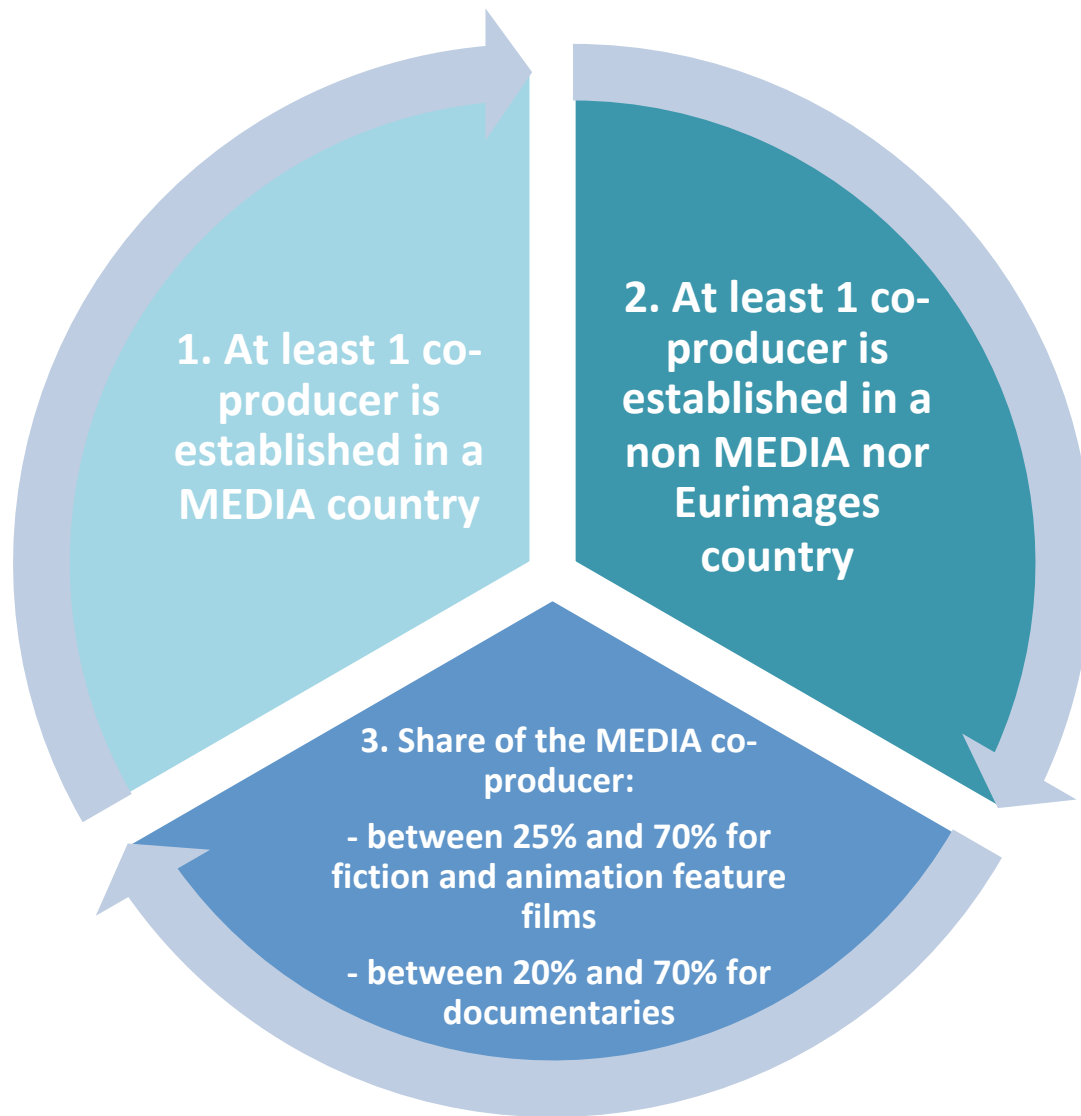 1. At least 1 co-
producer is
established in a
MEDIA country
2. At least 1 co-
producer is
established in a
non MEDIA nor
Eurimages
country
3. Share of the MEDIA co-
producer:
- between 25% and 70% for
fiction and animation feature
films
- between 20% and 70% for
documentaries